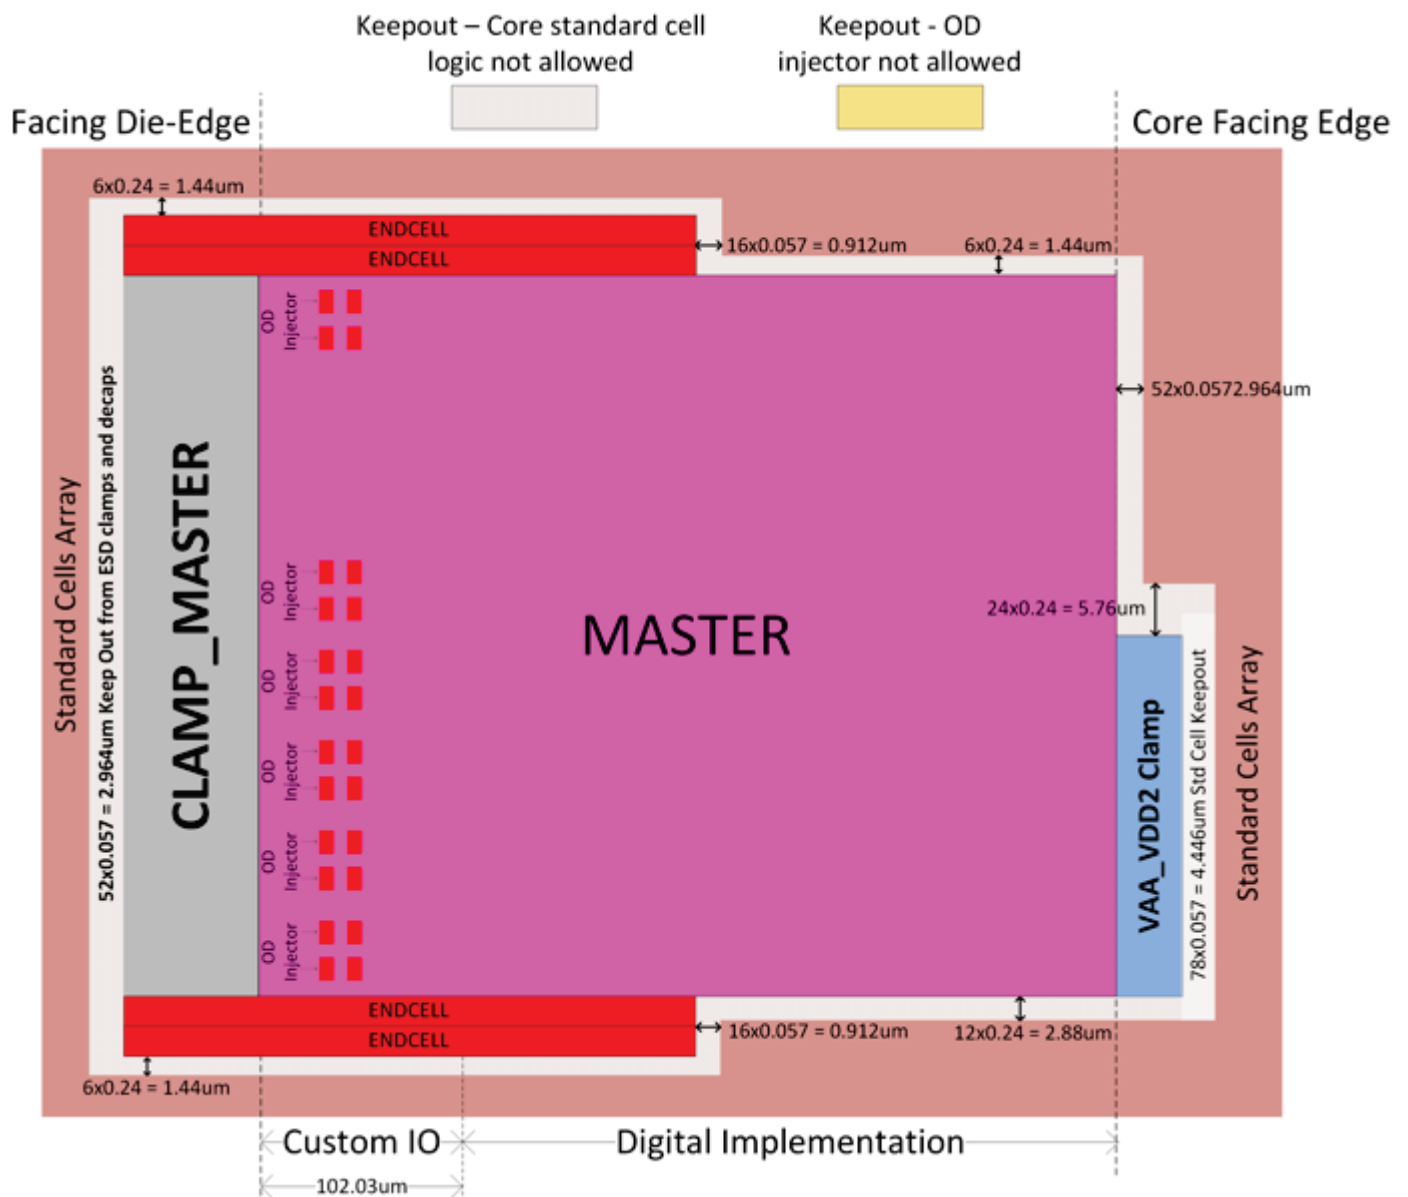 Keepout – Core standard cell
logic not allowed
Keepout - OD
injector not allowed
Facing Die-Edge
Core Facing Edge
6x0.24 = 1.44um
ENDCELL
ENDCELL
16x0.057 = 0.912um
6x0.24 = 1.44um
OD
Injector
52x0.0572.964um
Standard Cells Array
52x0.057 = 2.964um Keep Out from ESD clamps and decaps
CLAMP_MASTER
OD
Injector
MASTER
24x0.24 = 5.76um
OD
Injector
OD
Injector
OD
Injector
OD
Injector
VAA_VDD2 Clamp
78x0.057 = 4.446um Std Cell Keepout
Standard Cells Array
ENDCELL
ENDCELL
16x0.057 = 0.912um
12x0.24 = 2.88um
6x0.24 = 1.44um
Custom IO
Digital Implementation
102.03um